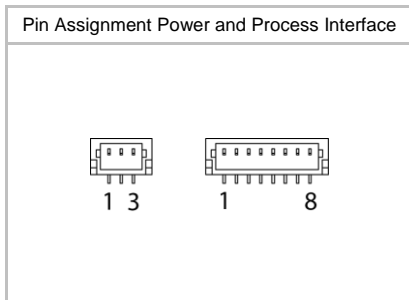 Pin Assignment Power and Process Interface
1 3 1 8